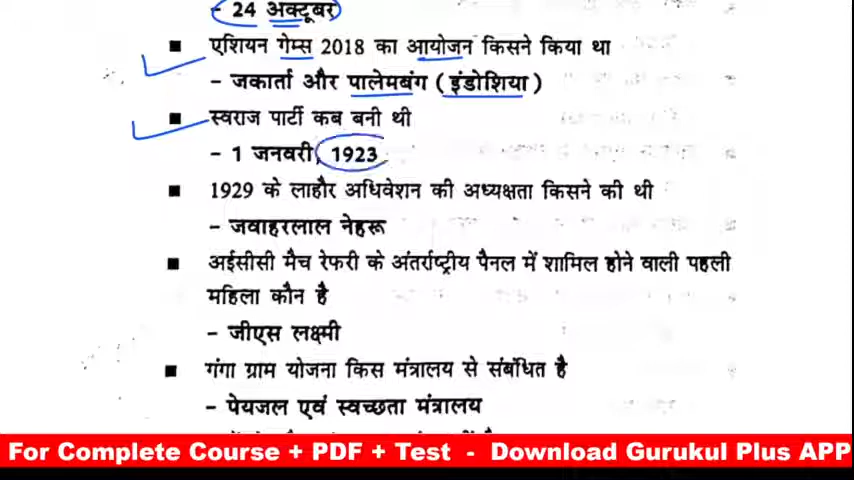 - 24 अक्टूबर
■ एशियन गेम्स 2018 का आयोजन किसने किया था
- जकार्ता और पालेमबंग (इंडोशिया)
■ स्वराज पार्टी कब बनी थी
- 1 जनवरी, 1923
■ 1929 के लाहौर अधिवेशन की अध्यक्षता किसने की थी
- जवाहरलाल नेहरू
■ आईसीसी मैच रेफरी के अंतर्राष्ट्रीय पैनल में शामिल होने वाली पहली
महिला कौन है
- जीएस लक्ष्मी
■ गंगा ग्राम योजना किस मंत्रालय से संबंधित है
- पेयजल एवं स्वच्छता मंत्रालय
For Complete Course + PDF + Test - Download Gurukul Plus APP